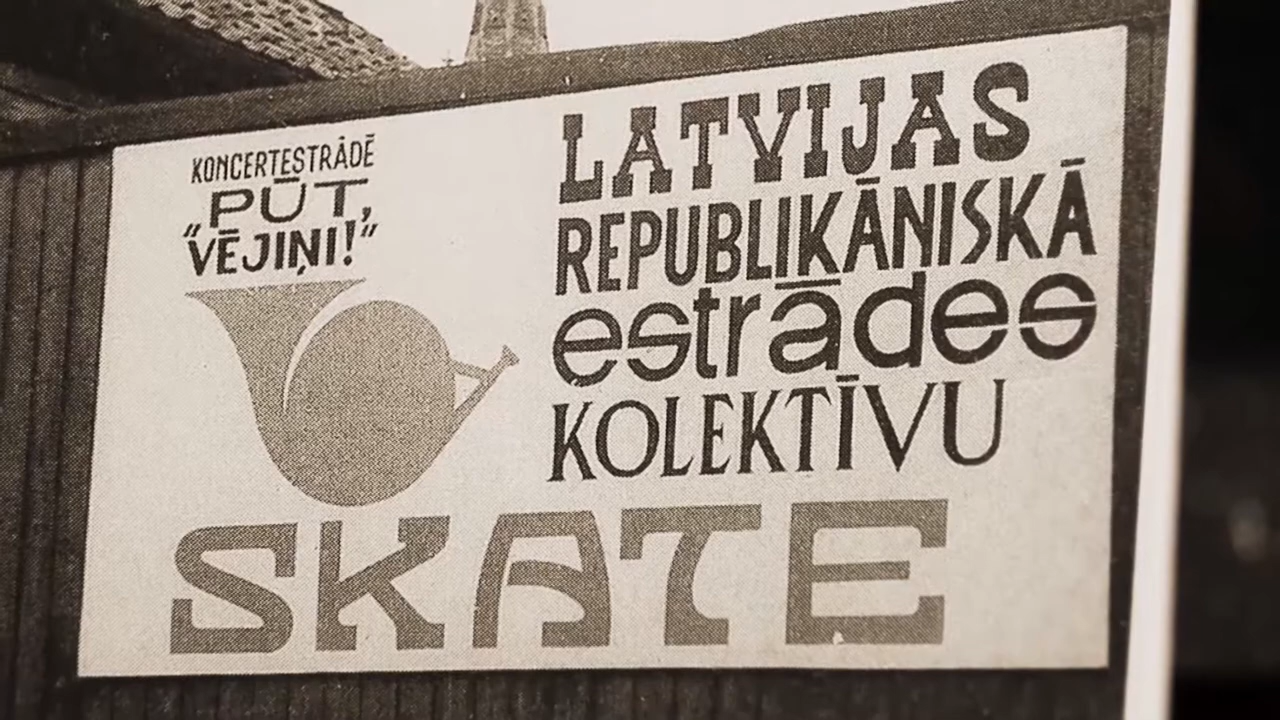 KONCERTESTRĀDĒ
„PŪT,
VĒJIŅI!“
LATVIJAS
REPUBLIKĀNISKĀ
estrādes
KOLEKTĪVU
SKATE